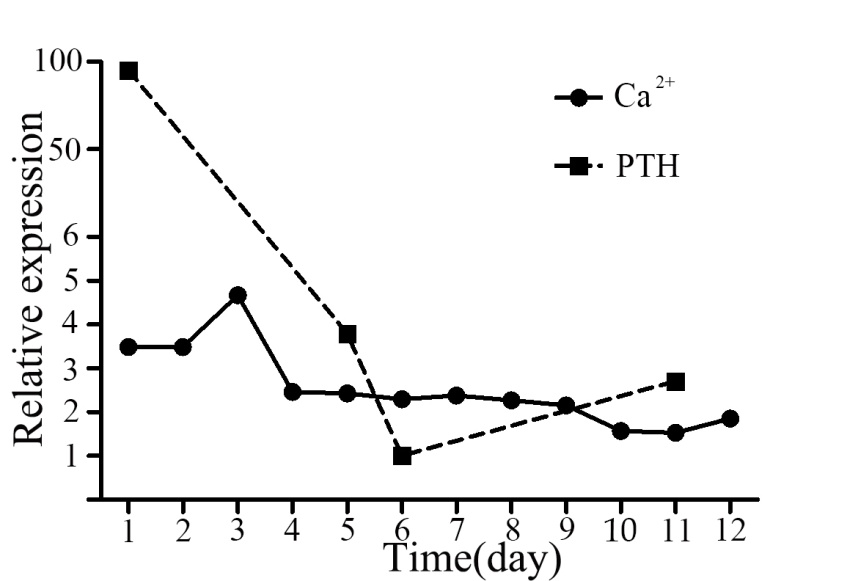 100
50
6
5
4
3
2
1
Relative expression
Ca²⁺
PTH
1 2 3 4 5 6 7 8 9 10 11 12
Time(day)